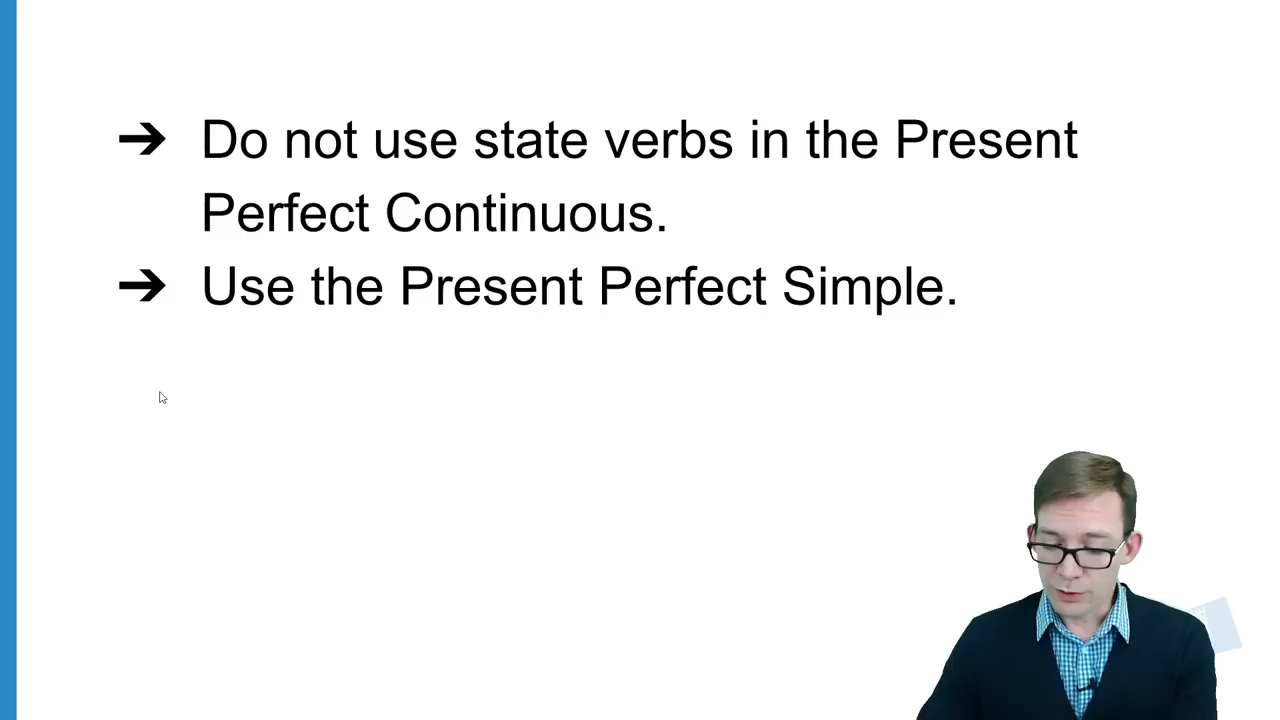 ➔ Do not use state verbs in the Present
Perfect Continuous.
➔ Use the Present Perfect Simple.